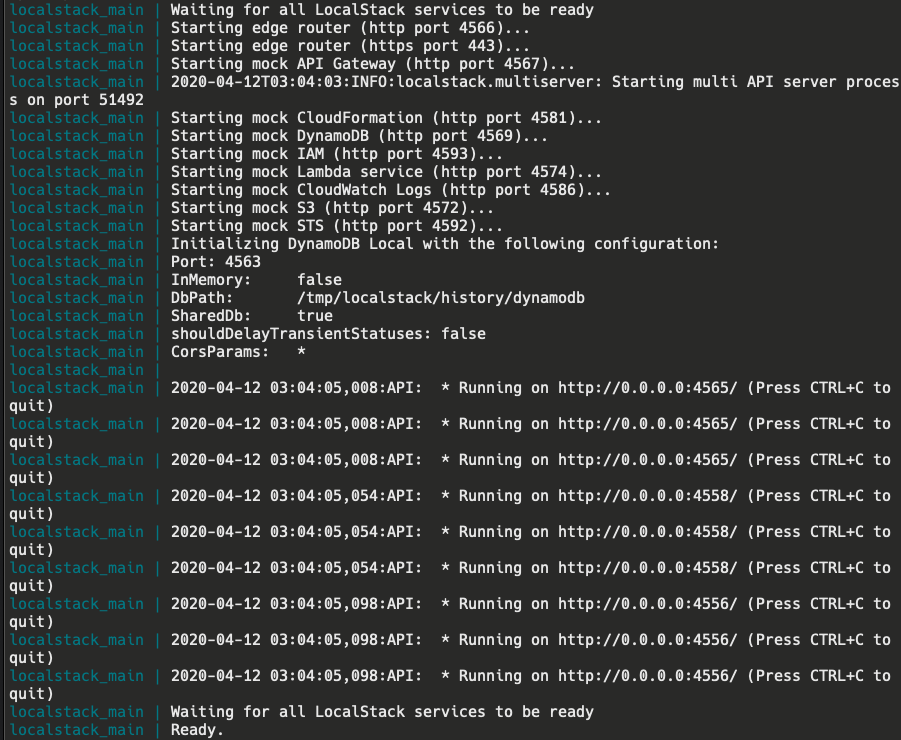 localstack_main | Waiting for all LocalStack services to be ready
localstack_main | Starting edge router (http port 4566)...
localstack_main | Starting edge router (https port 443)...
localstack_main | Starting mock API Gateway (http port 4567)...
localstack_main | 2020-04-12T03:04:03:INFO:localstack.multiserver: Starting multi API server proces
s on port 51492
localstack_main | Starting mock CloudFormation (http port 4581)...
localstack_main | Starting mock DynamoDB (http port 4569)...
localstack_main | Starting mock IAM (http port 4593)...
localstack_main | Starting mock Lambda service (http port 4574)...
localstack_main | Starting mock CloudWatch Logs (http port 4586)...
localstack_main | Starting mock S3 (http port 4572)...
localstack_main | Starting mock STS (http port 4592)...
localstack_main | Initializing DynamoDB Local with the following configuration:
localstack_main | Port: 4563
localstack_main | InMemory:     false
localstack_main | DbPath:       /tmp/localstack/history/dynamodb
localstack_main | SharedDb:     true
localstack_main | shouldDelayTransientStatuses: false
localstack_main | CorsParams:   *
localstack_main |
localstack_main | 2020-04-12 03:04:05,008:API:  * Running on http://0.0.0.0:4565/ (Press CTRL+C to
quit)
localstack_main | 2020-04-12 03:04:05,008:API:  * Running on http://0.0.0.0:4565/ (Press CTRL+C to
quit)
localstack_main | 2020-04-12 03:04:05,008:API:  * Running on http://0.0.0.0:4565/ (Press CTRL+C to
quit)
localstack_main | 2020-04-12 03:04:05,054:API:  * Running on http://0.0.0.0:4558/ (Press CTRL+C to
quit)
localstack_main | 2020-04-12 03:04:05,054:API:  * Running on http://0.0.0.0:4558/ (Press CTRL+C to
quit)
localstack_main | 2020-04-12 03:04:05,054:API:  * Running on http://0.0.0.0:4558/ (Press CTRL+C to
quit)
localstack_main | 2020-04-12 03:04:05,098:API:  * Running on http://0.0.0.0:4556/ (Press CTRL+C to
quit)
localstack_main | 2020-04-12 03:04:05,098:API:  * Running on http://0.0.0.0:4556/ (Press CTRL+C to
quit)
localstack_main | 2020-04-12 03:04:05,098:API:  * Running on http://0.0.0.0:4556/ (Press CTRL+C to
quit)
localstack_main | Waiting for all LocalStack services to be ready
localstack_main | Ready.